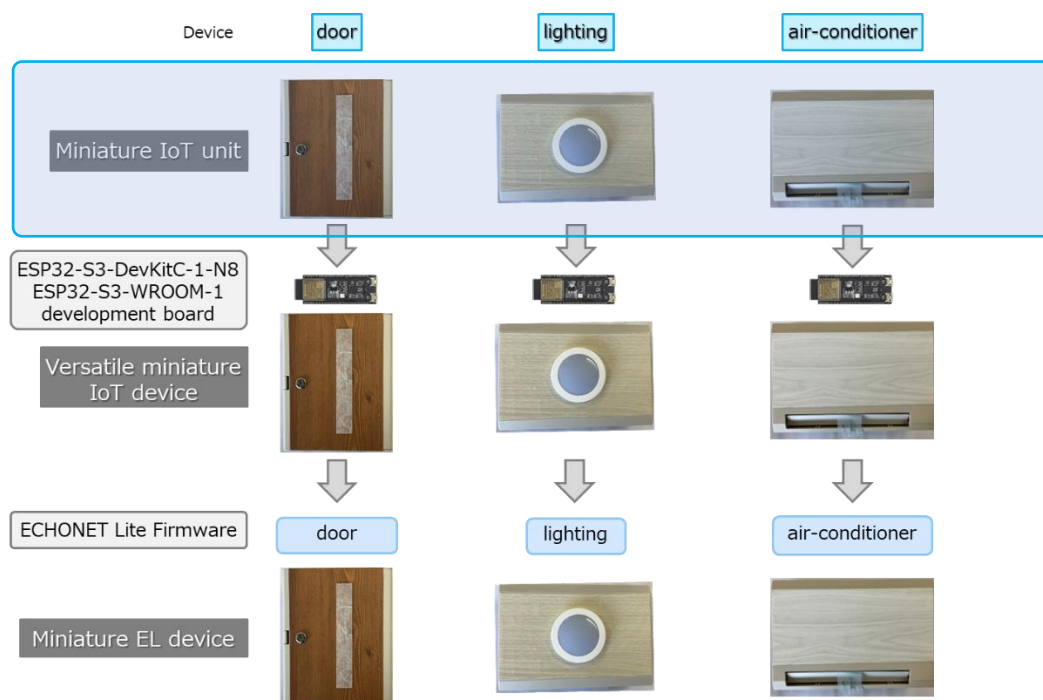 Device
door
lighting
air-conditioner
Miniature IoT unit
ESP32-S3-DevKitC-1-N8
ESP32-S3-WROOM-1
development board
Versatile miniature
IoT device
ECHONET Lite Firmware
door
lighting
air-conditioner
Miniature EL device